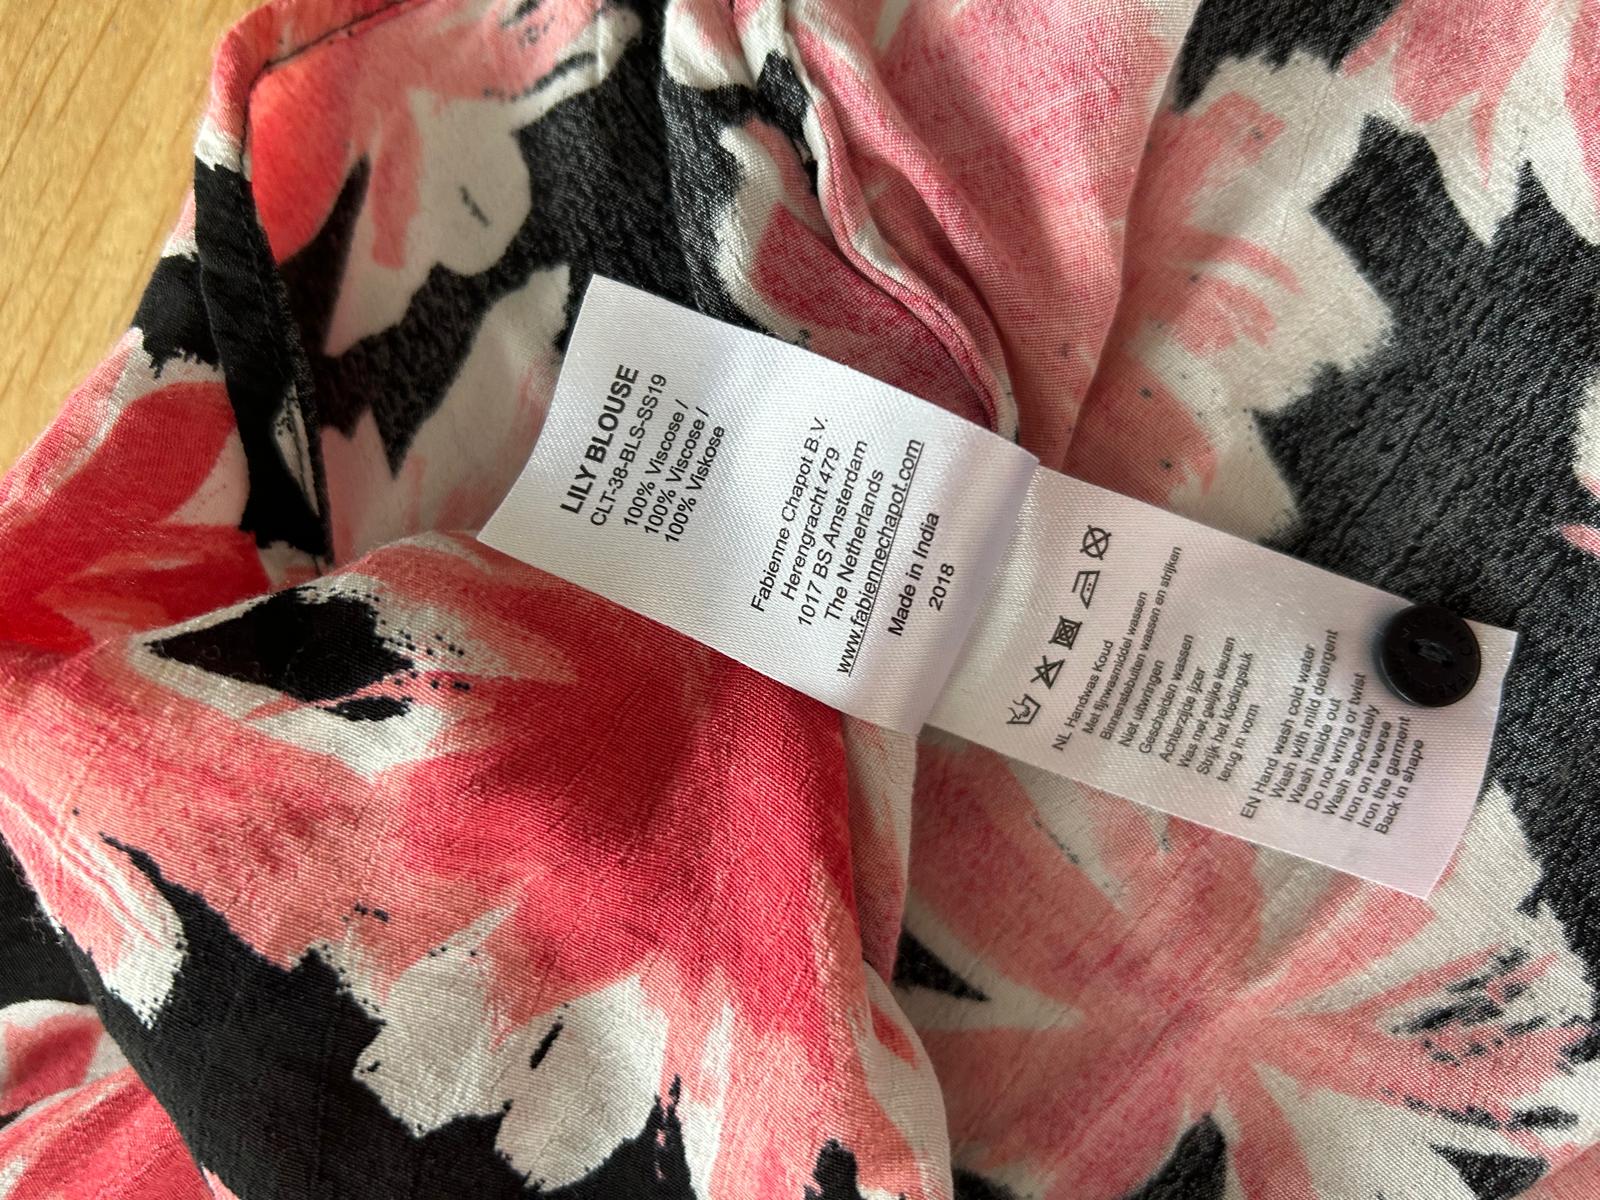 LILY BLOUSE
CLT-38-BLS-SS19
100% Viscose /
100% Viscose /
100% Viskose
Fabienne Chapot B.V.
Herengracht 479
1017 BS Amsterdam
The Netherlands
www.fabiennechapot.com
Made in India
2018
NL Handwas Koud
Met fijnwasmiddel wassen
Binnenstebuiten wassen en strijken
Niet uitwringen
Gescheiden wassen
Achterzijde ijzer
Was met gelijke kleuren
Strijk het kledingstuk
terug in vorm
EN Hand wash cold water
Wash with mild detergent
Wash inside out
Do not wring or twist
Wash seperately
Iron on reverse
Iron the garment
Back in shape